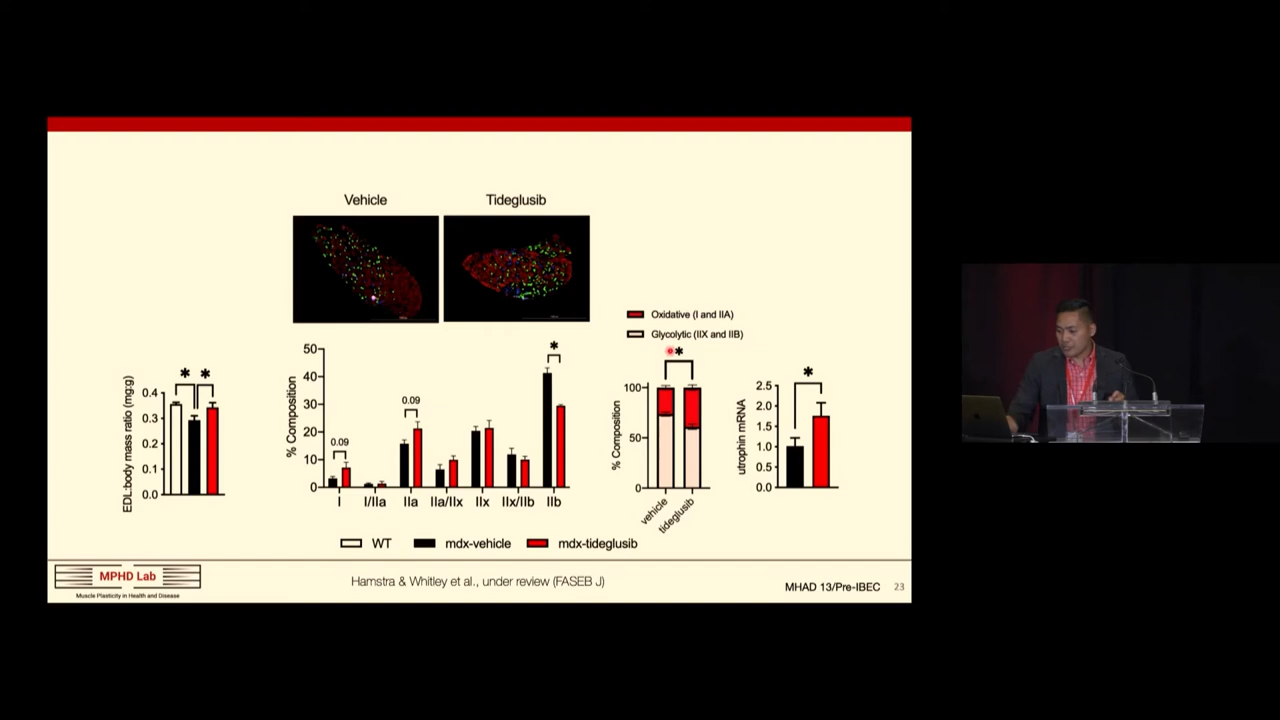 Vehicle
Tideglusib
Oxidative (I and IIA)
Glycolytic (IIX and IIB)
EDL:body mass ratio (mg:g)
0.4
0.3
0.2
0.1
0.0
* *
% Composition
50
40
30
20
10
0
0.09
0.09
*
I I/IIa IIa IIa/IIx IIx IIx/IIb IIb
% Composition
100
50
0
*
vehicle
tideglusib
utrophin mRNA
2.5
2.0
1.5
1.0
0.5
0.0
*
WT mdx-vehicle mdx-tideglusib
MPHD Lab
Muscle Plasticity in Health and Disease
Hamstra & Whitley et al., under review (FASEB J)
MHAD 13/Pre-IBEC 23